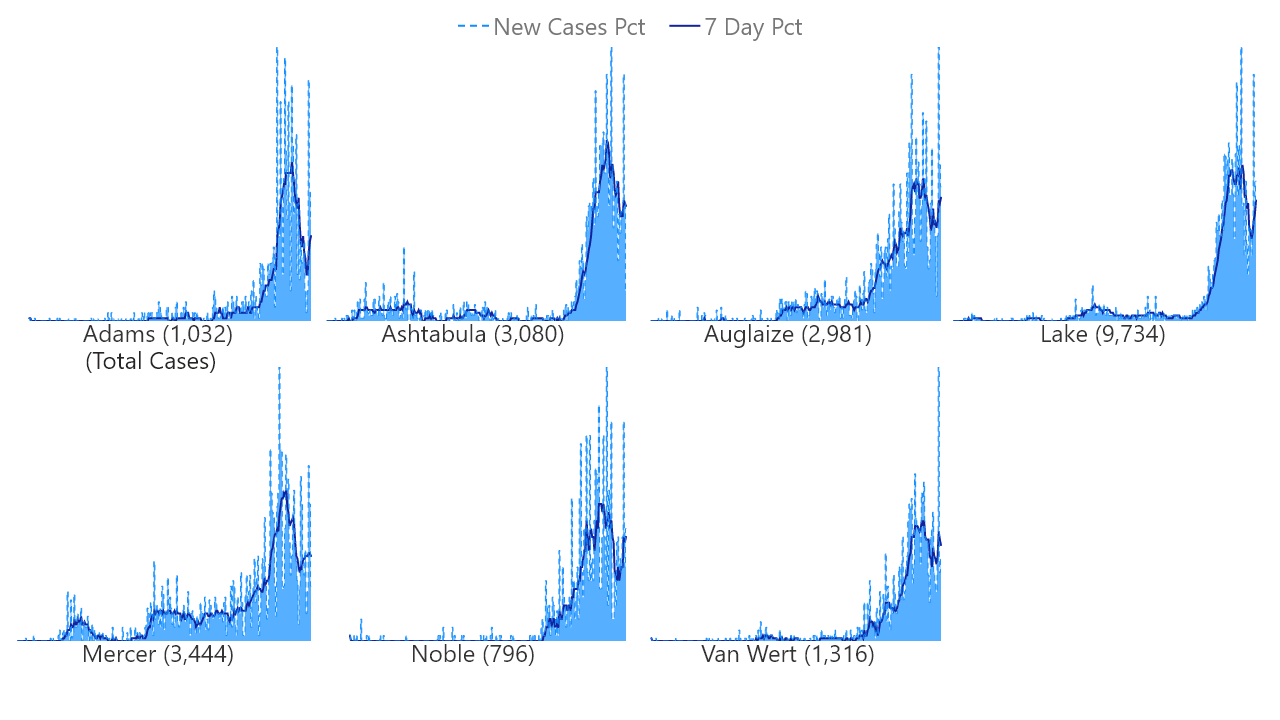 New Cases Pct 7 Day Pct
Adams (1,032) Ashtabula (3,080) Auglaize (2,981) Lake (9,734)
(Total Cases)
Mercer (3,444) Noble (796) Van Wert (1,316)